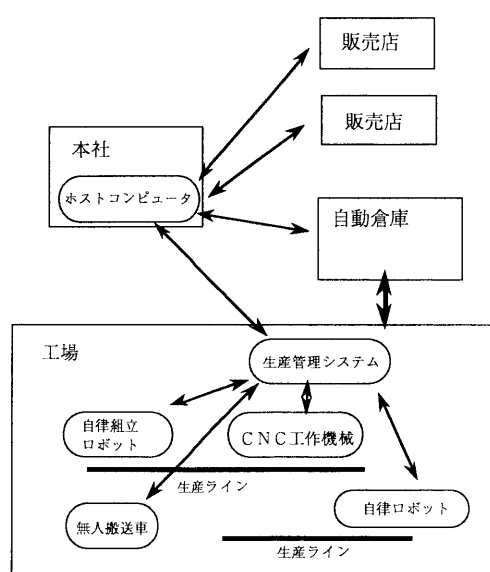 販売店
販売店
本社
ホストコンピュータ
自動倉庫
工場
生産管理システム
自律組立
ロボット
CNC工作機械
生産ライン
無人搬送車
自律ロボット
生産ライン